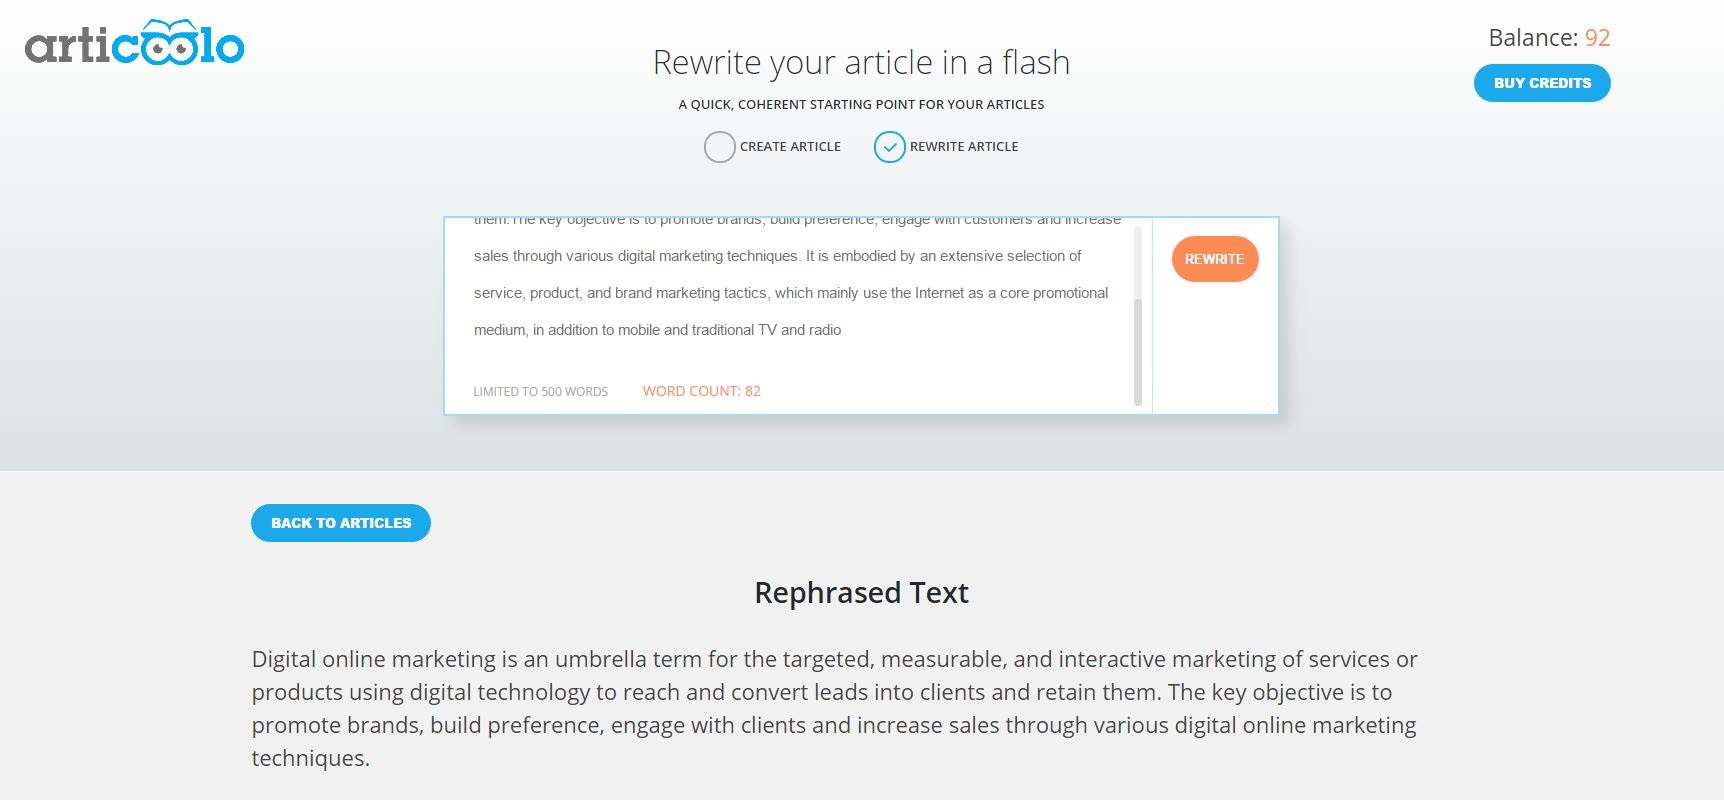 articoolo
Balance: 92
Rewrite your article in a flash
BUY CREDITS
A QUICK, COHERENT STARTING POINT FOR YOUR ARTICLES
CREATE ARTICLE
REWRITE ARTICLE
them.The key objective is to promote brands, build preference, engage with customers and increase
sales through various digital marketing techniques. It is embodied by an extensive selection of
service, product, and brand marketing tactics, which mainly use the Internet as a core promotional
medium, in addition to mobile and traditional TV and radio
REWRITE
LIMITED TO 500 WORDS
WORD COUNT: 82
BACK TO ARTICLES
Rephrased Text
Digital online marketing is an umbrella term for the targeted, measurable, and interactive marketing of services or
products using digital technology to reach and convert leads into clients and retain them. The key objective is to
promote brands, build preference, engage with clients and increase sales through various digital online marketing
techniques.